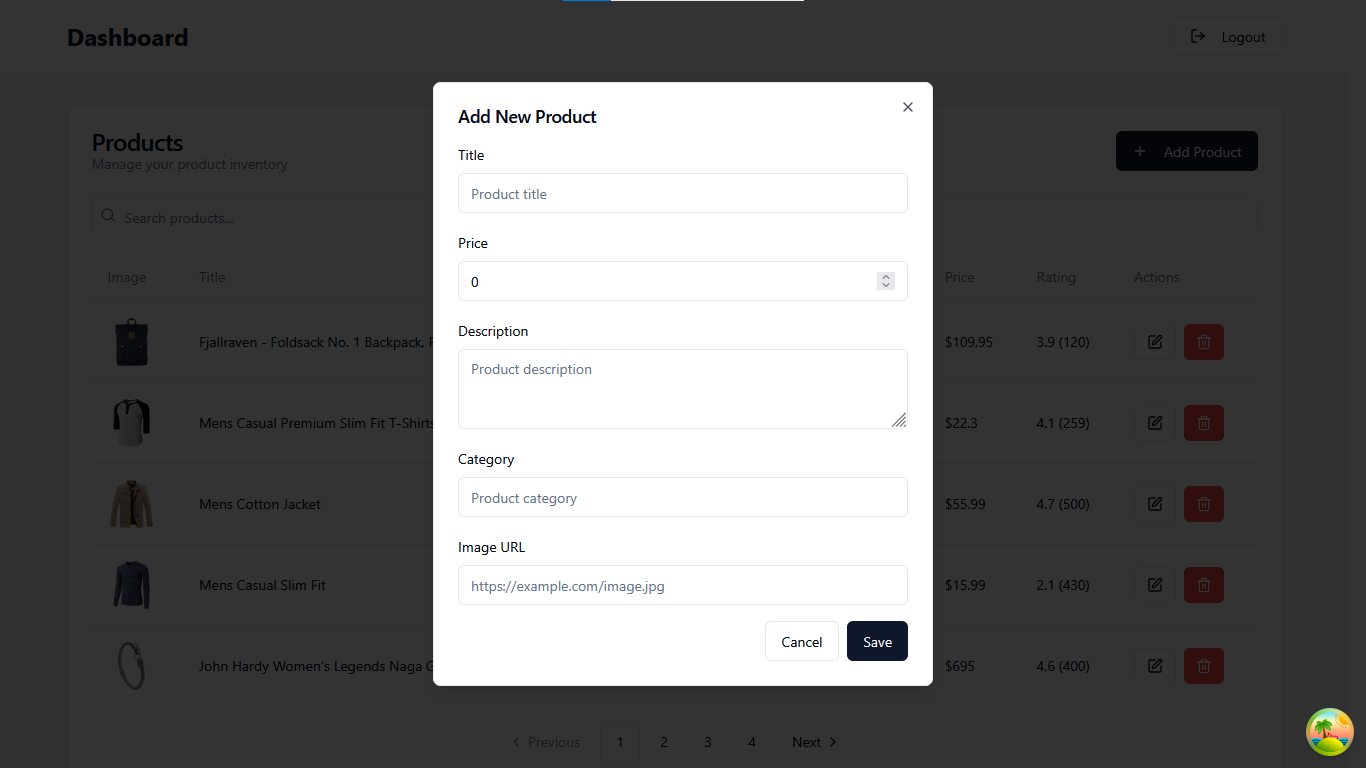 Dashboard
Logout
Products
Manage your product inventory
Add Product
Search products...
Image Title Price Rating Actions
Fjallraven - Foldsack No. 1 Backpack, $109.95 3.9 (120)
Mens Casual Premium Slim Fit T-Shirts $22.3 4.1 (259)
Mens Cotton Jacket $55.99 4.7 (500)
Mens Casual Slim Fit $15.99 2.1 (430)
John Hardy Women's Legends Naga $695 4.6 (400)
Previous 1 2 3 4 Next
Add New Product
Title
Product title
Price
0
Description
Product description
Category
Product category
Image URL
https://example.com/image.jpg
Cancel Save